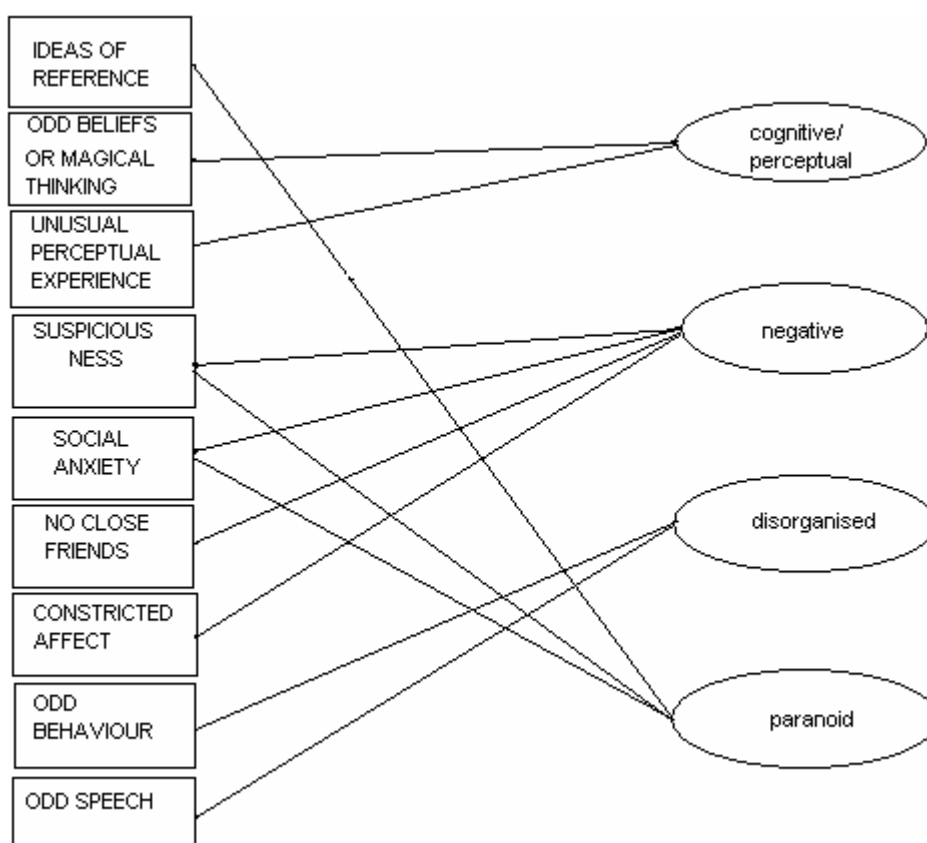 IDEAS OF
REFERENCE
ODD BELIEFS
OR MAGICAL
THINKING
UNUSUAL
PERCEPTUAL
EXPERIENCE
SUSPICIOUS
NESS
SOCIAL
ANXIETY
NO CLOSE
FRIENDS
CONSTRICTED
AFFECT
ODD
BEHAVIOUR
ODD SPEECH
cognitive/
perceptual
negative
disorganised
paranoid